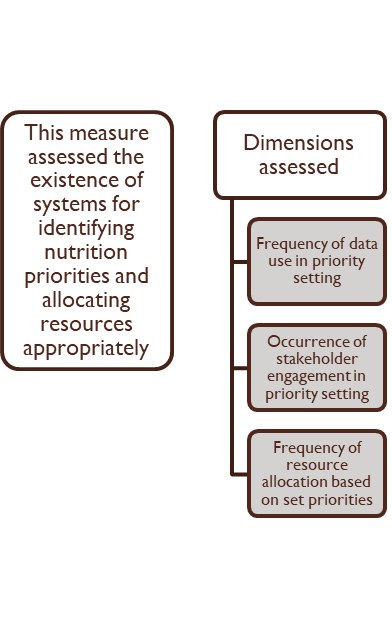 This measure
assessed the
existence of
systems for
identifying
nutrition
priorities and
allocating
resources
appropriately
Dimensions
assessed
Frequency of data
use in priority
setting
Occurrence of
stakeholder
engagement in
priority setting
Frequency of
resource
allocation based
on set priorities